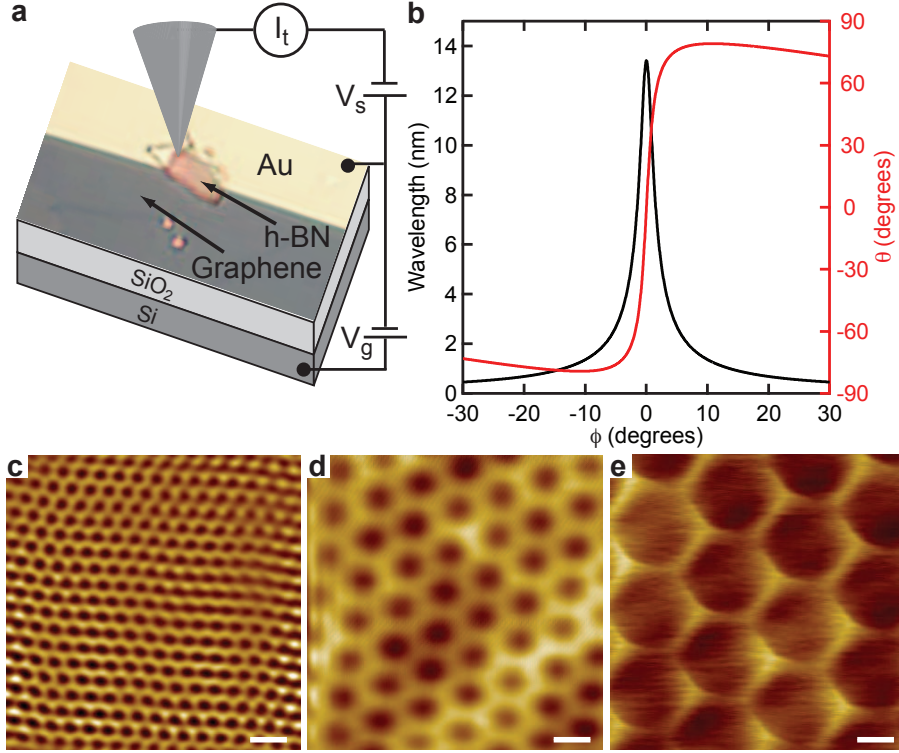 a
I_t
V_s
Au
h-BN
Graphene
SiO₂
Si
V_g
b
14
12
10
8
6
4
2
0
Wavelength (nm)
90
60
30
0
-30
-60
-90
θ (degrees)
-30
-20
-10
0
10
20
30
ϕ (degrees)
c
d
e